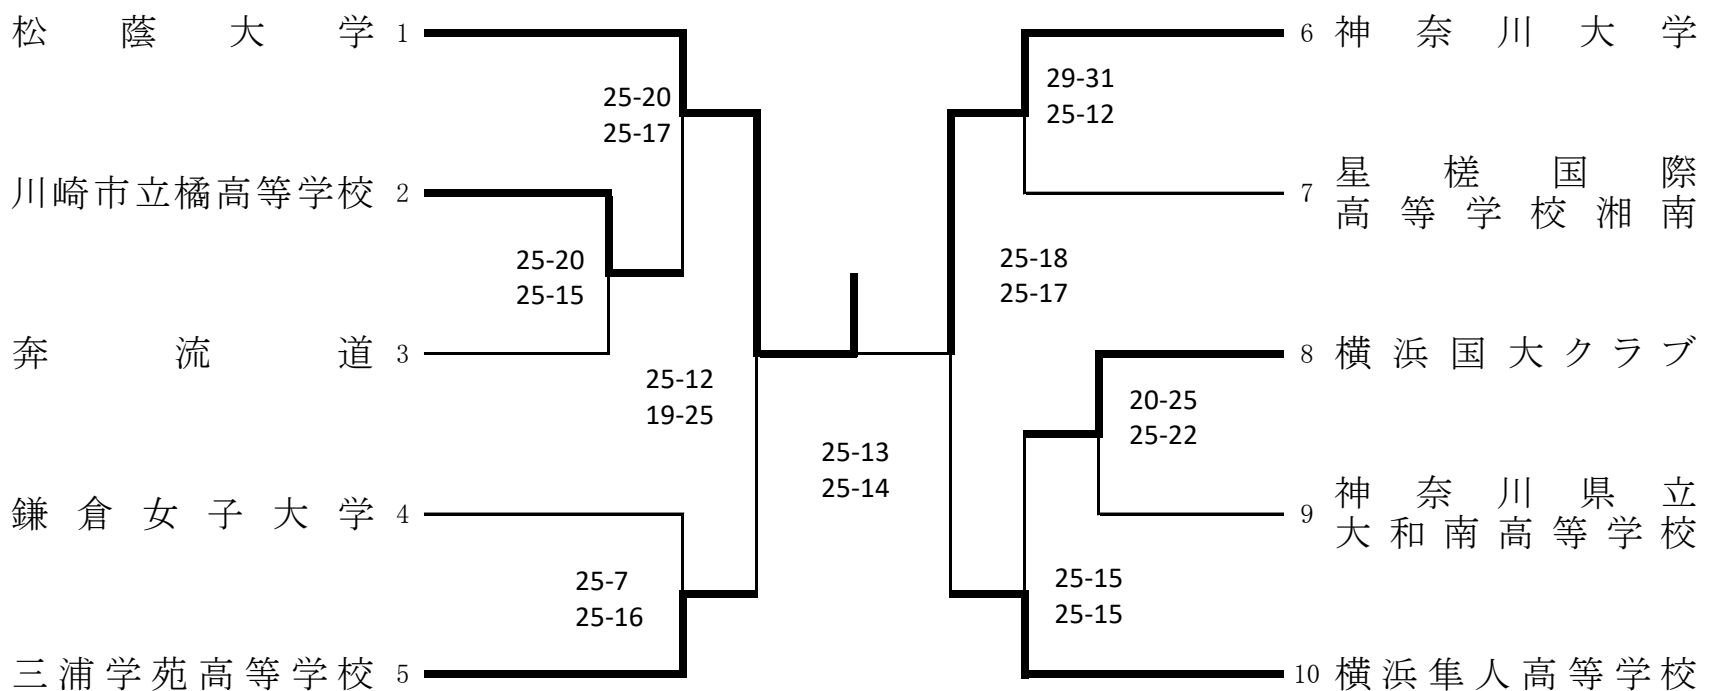 松蔭大学 1
25-20
25-17
川崎市立橘高等学校 2
25-20
25-15
奔流道 3
25-12
19-25
鎌倉女子大学 4
25-7
25-16
三浦学苑高等学校 5
25-13
25-14
6 神奈川大学
29-31
25-12
7 星槎国際
高等学校湘南
25-18
25-17
8 横浜国大クラブ
20-25
25-22
9 神奈川県立
大和南高等学校
25-15
25-15
10 横浜隼人高等学校